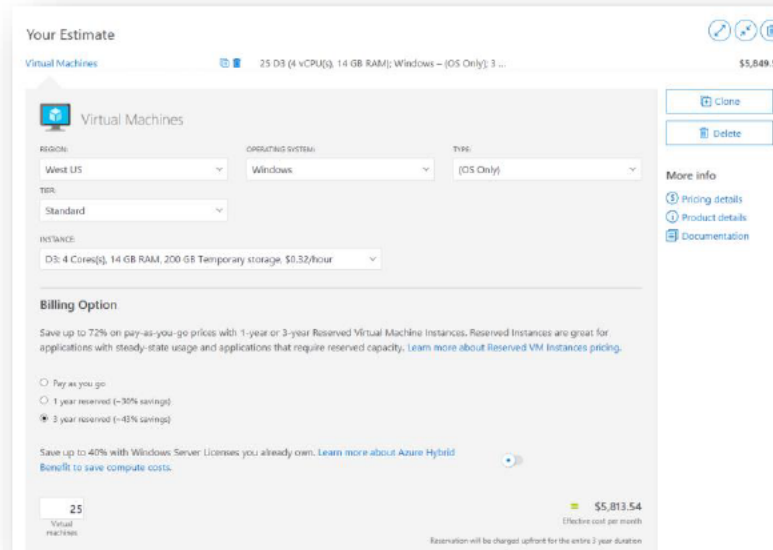 Your Estimate
Virtual Machines 25 D3 (4 vCPU(s), 14 GB RAM); Windows – (OS Only); 3 ... $5,849.
Clone
Virtual Machines
Delete
REGION: OPERATING SYSTEM: TYPE:
West US Windows (OS Only)
More info
TIER: Pricing details
Standard Product details
INSTANCE: Documentation
D3: 4 Cores(s), 14 GB RAM, 200 GB Temporary storage, $0.32/hour
Billing Option
Save up to 72% on pay-as-you-go prices with 1-year or 3-year Reserved Virtual Machine Instances. Reserved Instances are great for
applications with steady-state usage and applications that require reserved capacity. Learn more about Reserved VM Instances pricing.
Pay as you go
1 year reserved (~30% savings)
3 year reserved (~43% savings)
Save up to 40% with Windows Server Licenses you already own. Learn more about Azure Hybrid
Benefit to save compute costs.
25 = $5,813.54
Virtual Effective cost per month
machines
Reservation will be charged upfront for the entire 3 year duration